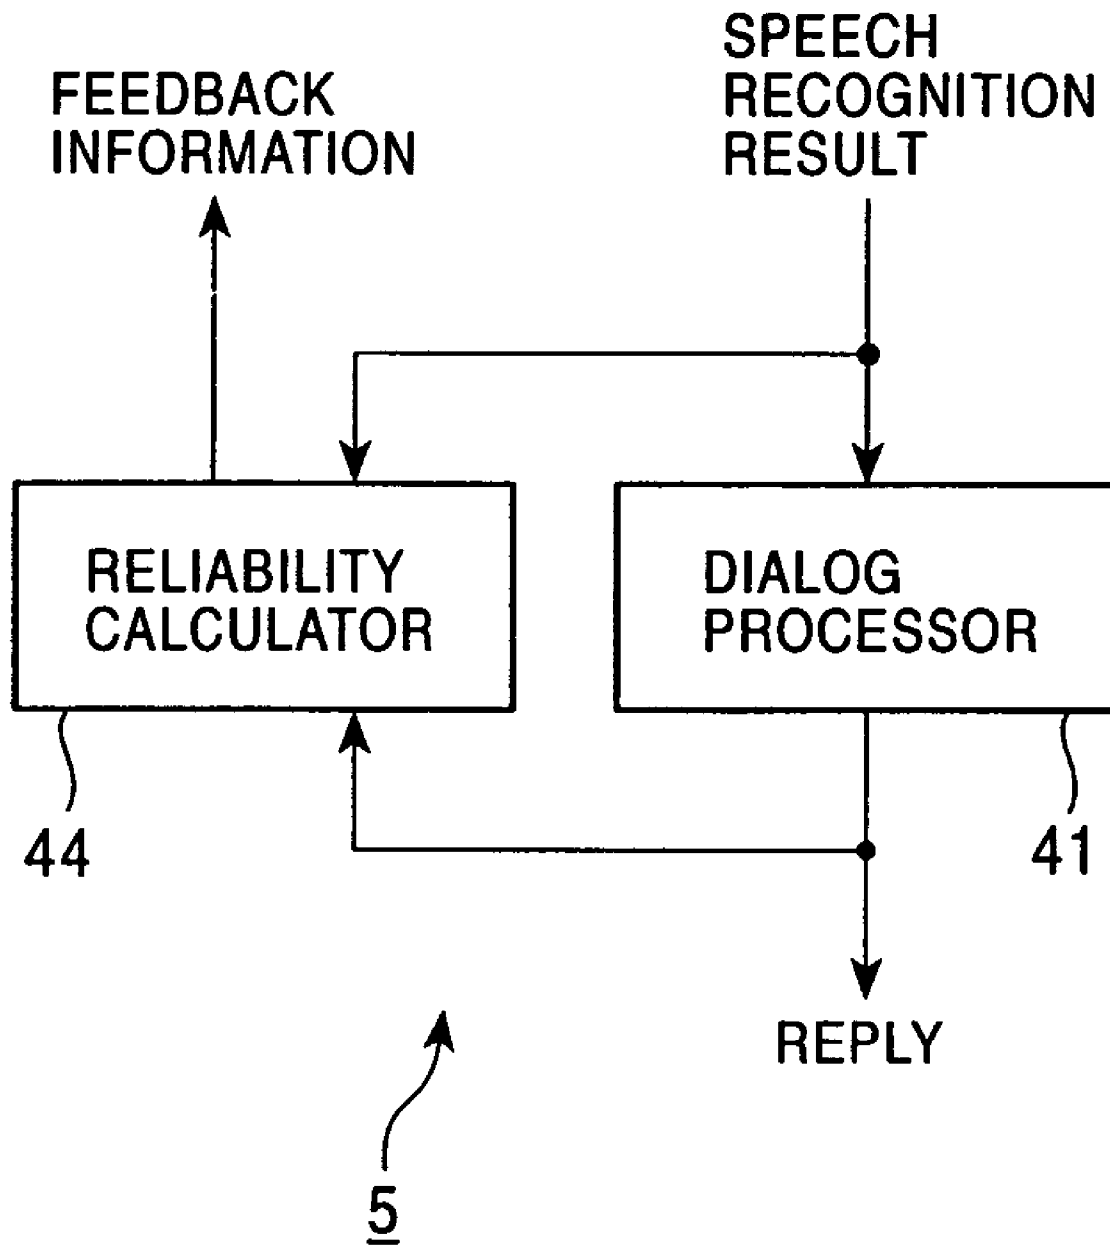 FEEDBACK
INFORMATION
SPEECH
RECOGNITION
RESULT
RELIABILITY
CALCULATOR
DIALOG
PROCESSOR
44
41
REPLY
5